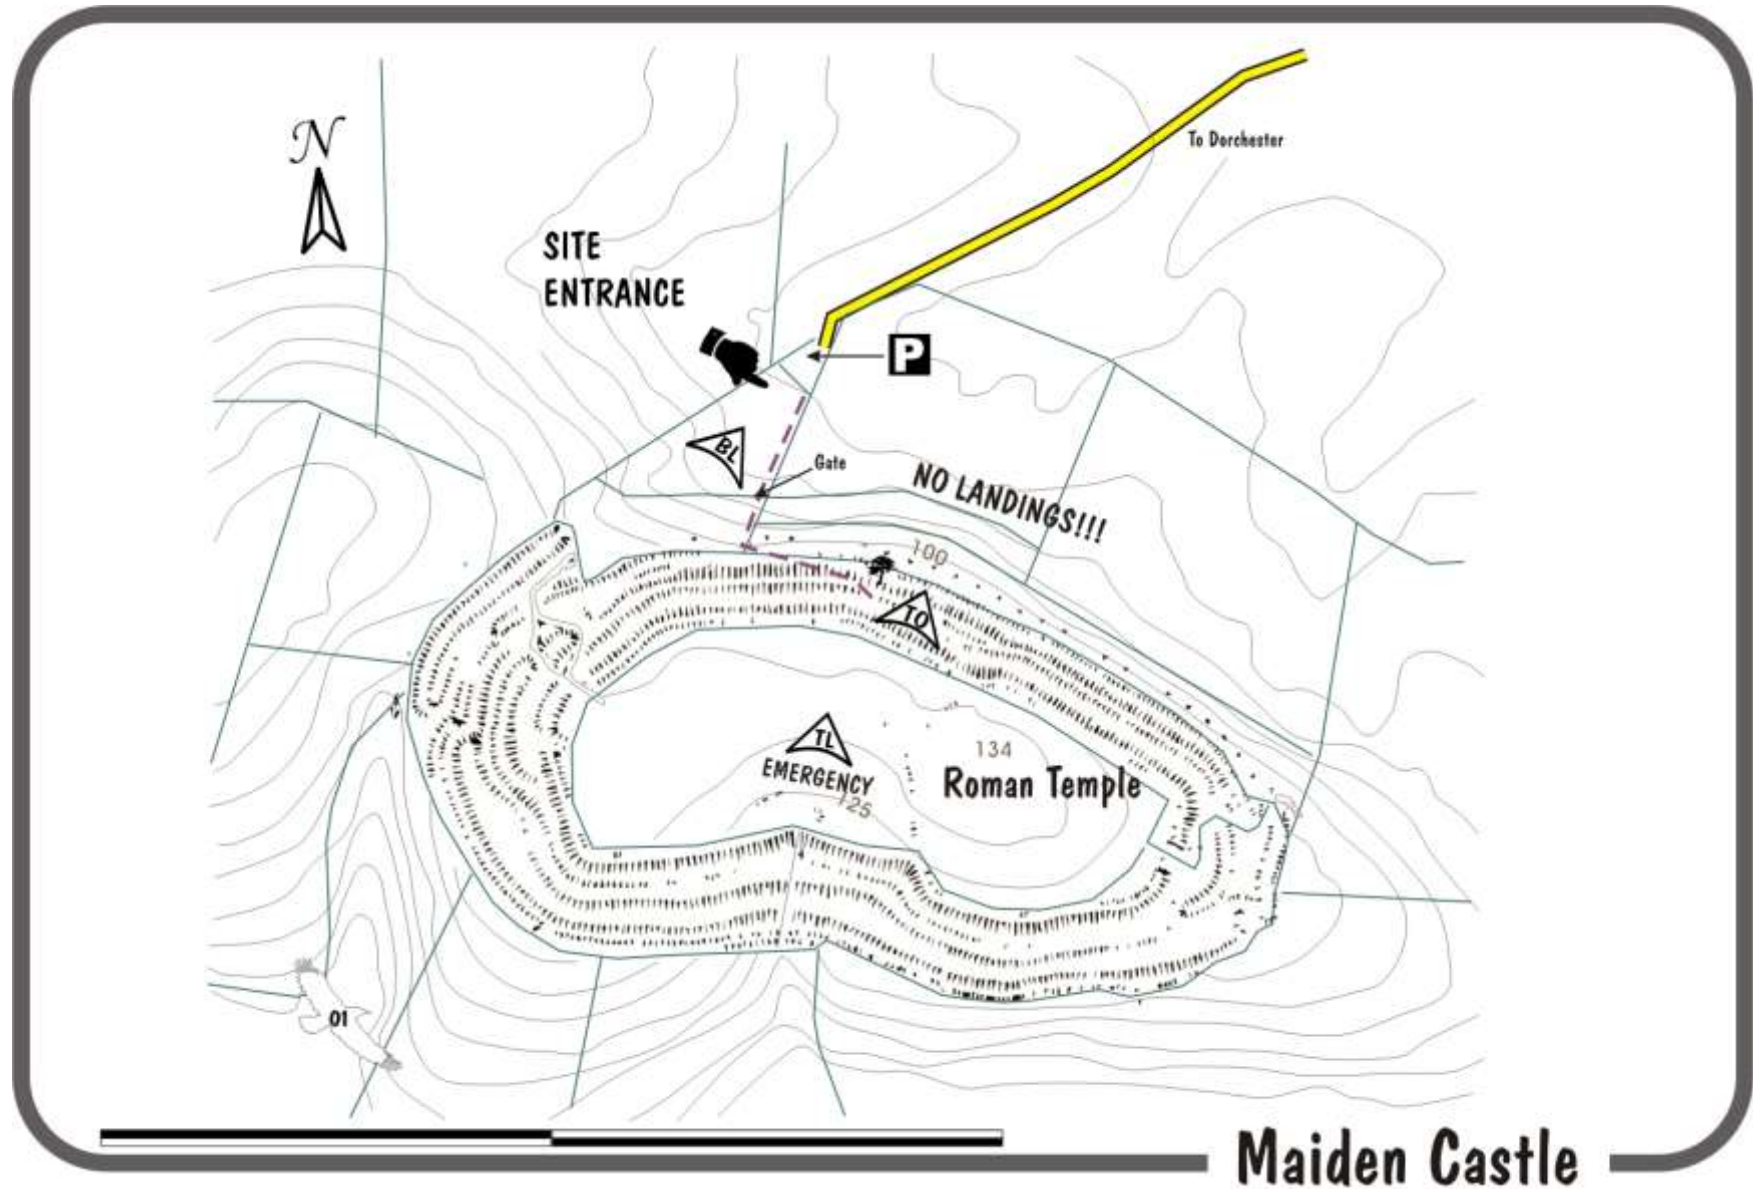 N
To Dorchester
SITE
ENTRANCE
P
BL
Gate
NO LANDINGS!!!
100
TO
TL
EMERGENCY
134
Roman Temple
125
01
Maiden Castle